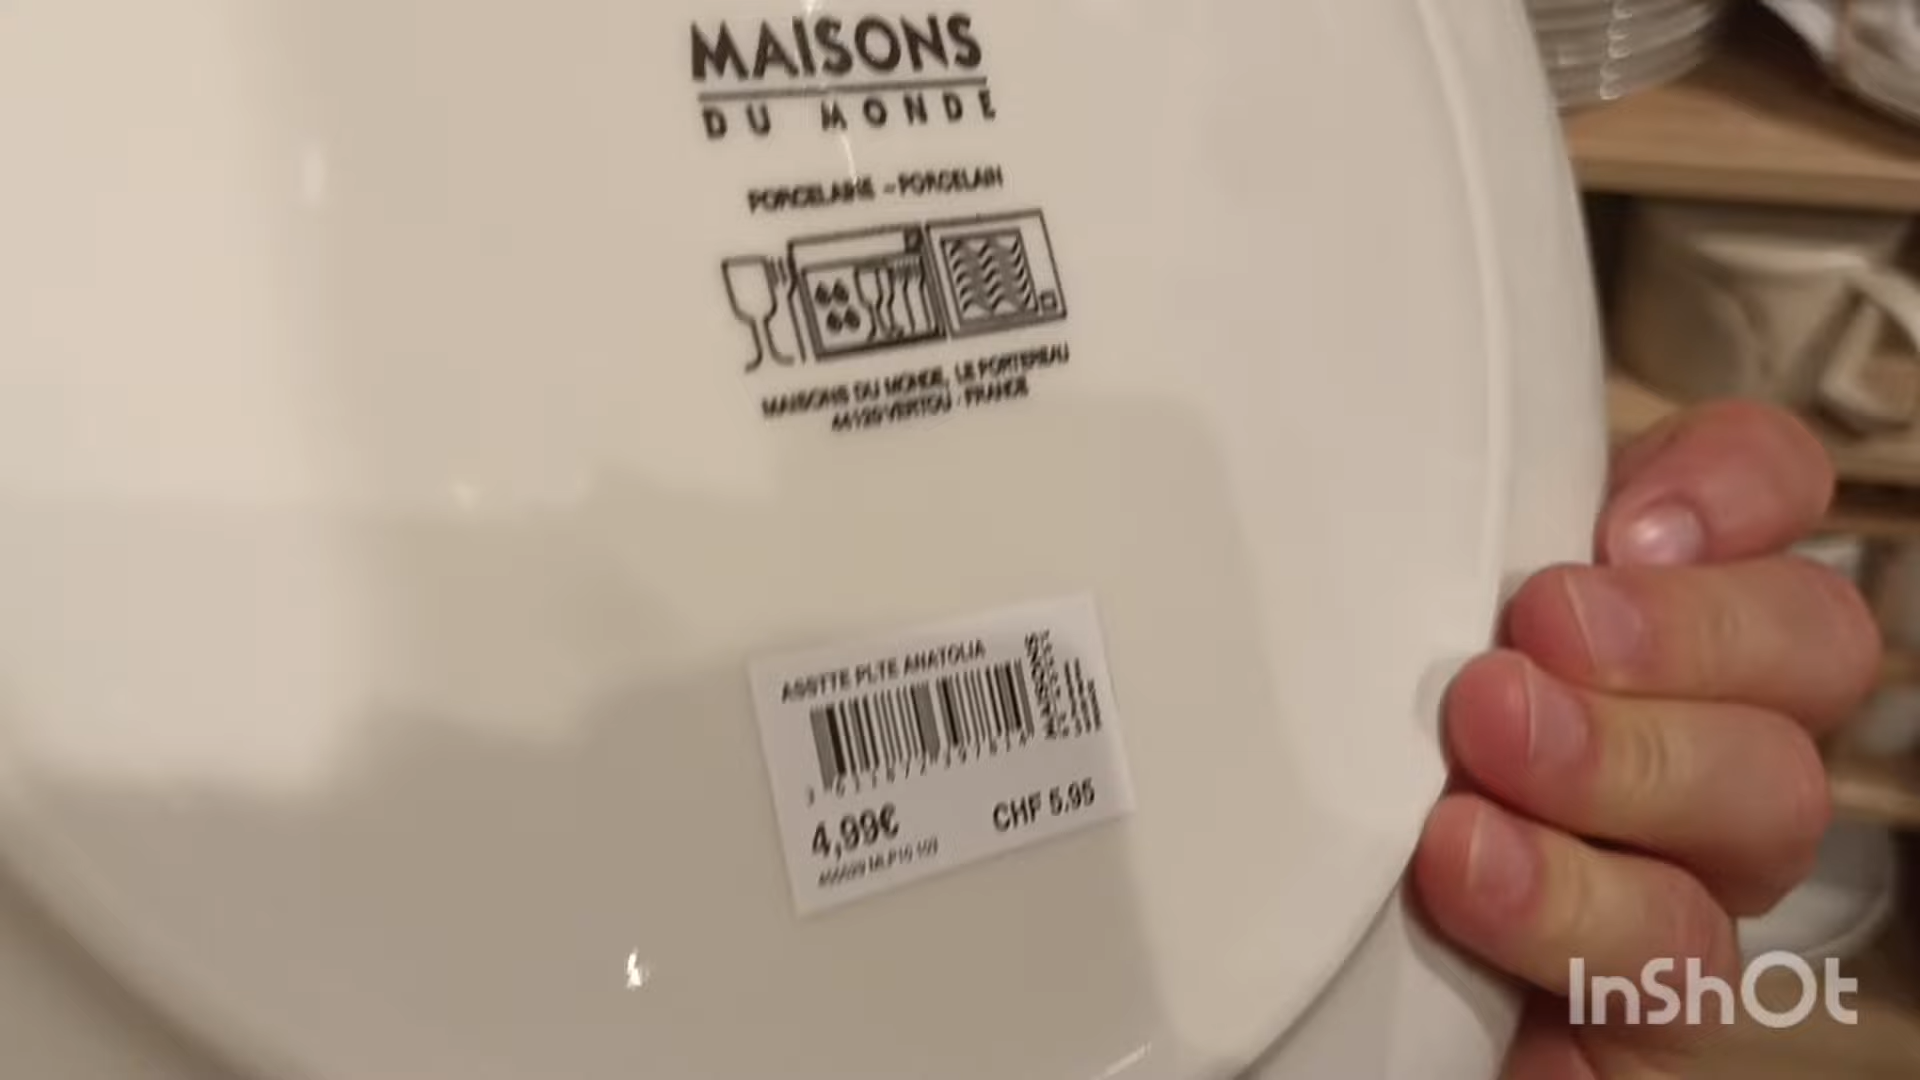 MAISONS
DU MONDE
PORCELAINE - PORCELAIN
MAISONS DU MONDE, LE PORTEREAU
44120 VERTOU - FRANCE
ASSTTE PLTE ANATOLIA
MAISONS
4,99€
CHF 5.95
InShOt